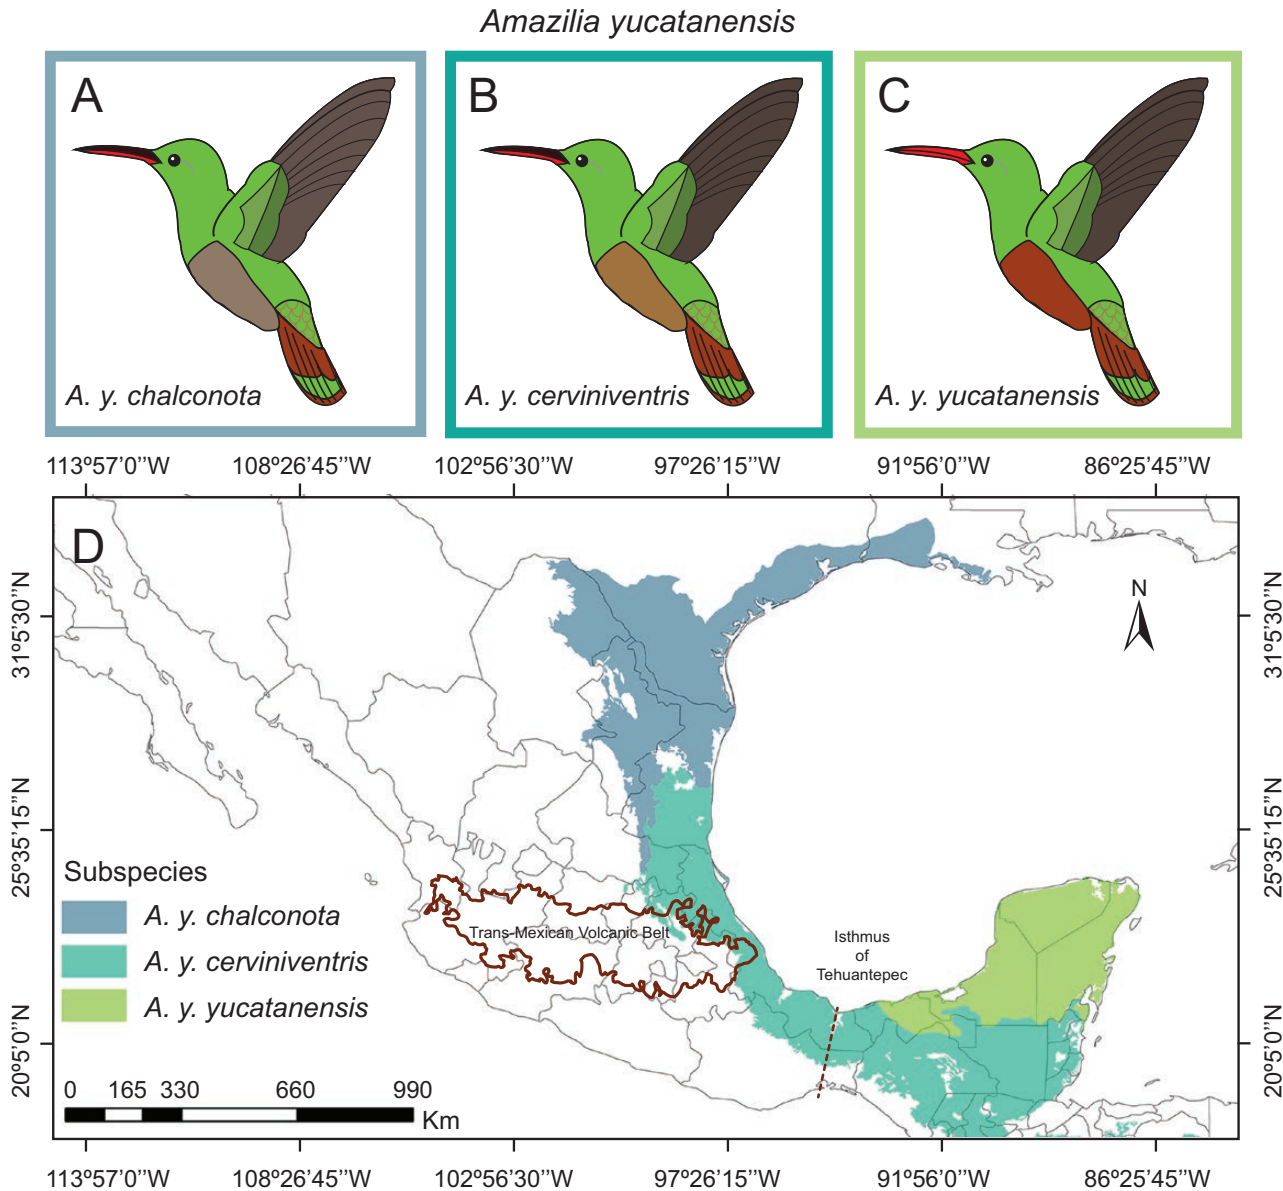 Amazilia yucatanensis
A
B
C
A. y. chalconota
A. y. cerviniventris
A. y. yucatanensis
113º57'0’’W
108º26’45’’W
102º56’30’’W
97º26’15’’W
91º56’0’’W
86º25’45’’W
D
N
31º5’30’’N
31º5’30’’N
25º35’15’’N
25º35’15’’N
20º5’0’’N
20º5’0’’N
Subspecies
A. y. chalconota
A. y. cerviniventris
A. y. yucatanensis
Trans-Mexican Volcanic Belt
Isthmus
of
Tehuantepec
0 165 330 660 990
Km
113º57'0’’W
108º26’45’’W
102º56’30’’W
97º26’15’’W
91º56’0’’W
86º25’45’’W